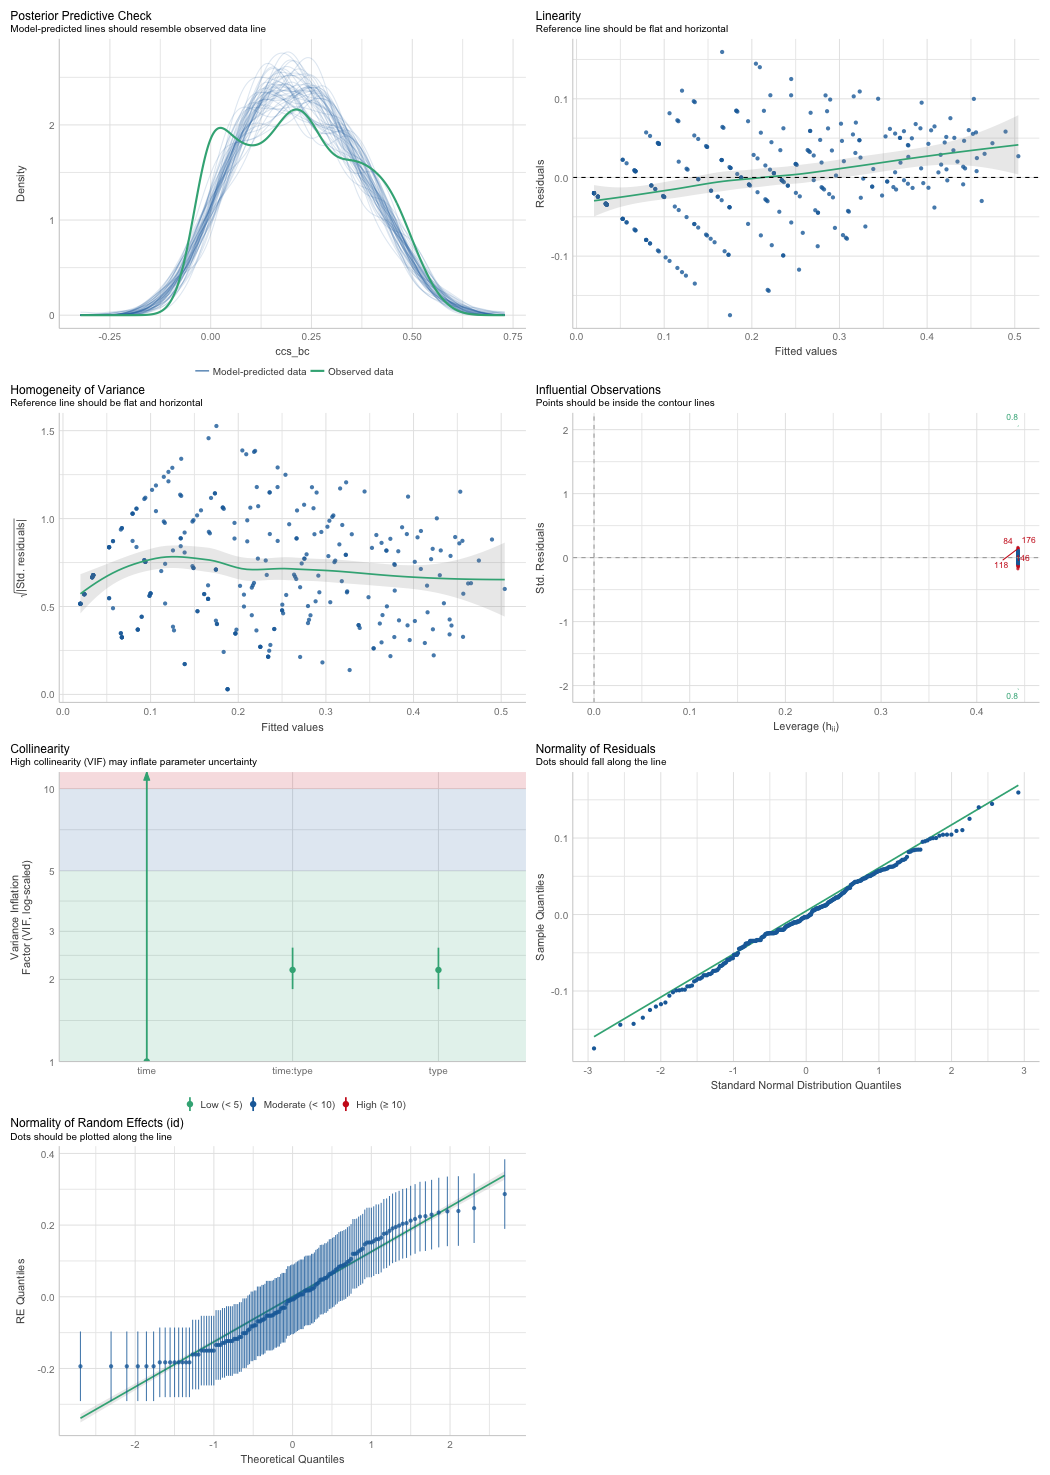 Posterior Predictive Check
Model-predicted lines should resemble observed data line
Density
2
1
0
-0.25 0.00 0.25 0.50 0.75
ccs_bc
Model-predicted data Observed data
Linearity
Reference line should be flat and horizontal
Residuals
0.1
0.0
-0.1
0.0 0.1 0.2 0.3 0.4 0.5
Fitted values
Homogeneity of Variance
Reference line should be flat and horizontal
√|Std. residuals|
1.5
1.0
0.5
0.0
0.0 0.1 0.2 0.3 0.4 0.5
Fitted values
Influential Observations
Points should be inside the contour lines
Std. Residuals
0.8
2
1
84 176
0
46
118
-1
-2
0.8
0.0 0.1 0.2 0.3 0.4
Leverage (hᵢᵢ)
Collinearity
High collinearity (VIF) may inflate parameter uncertainty
Variance Inflation
Factor (VIF, log-scaled)
10
5
3
2
1
time time:type type
Low (< 5) Moderate (< 10) High (≥ 10)
Normality of Residuals
Dots should fall along the line
Sample Quantiles
0.1
0.0
-0.1
-3 -2 -1 0 1 2 3
Standard Normal Distribution Quantiles
Normality of Random Effects (id)
Dots should be plotted along the line
RE Quantiles
0.4
0.2
0.0
-0.2
-2 -1 0 1 2
Theoretical Quantiles